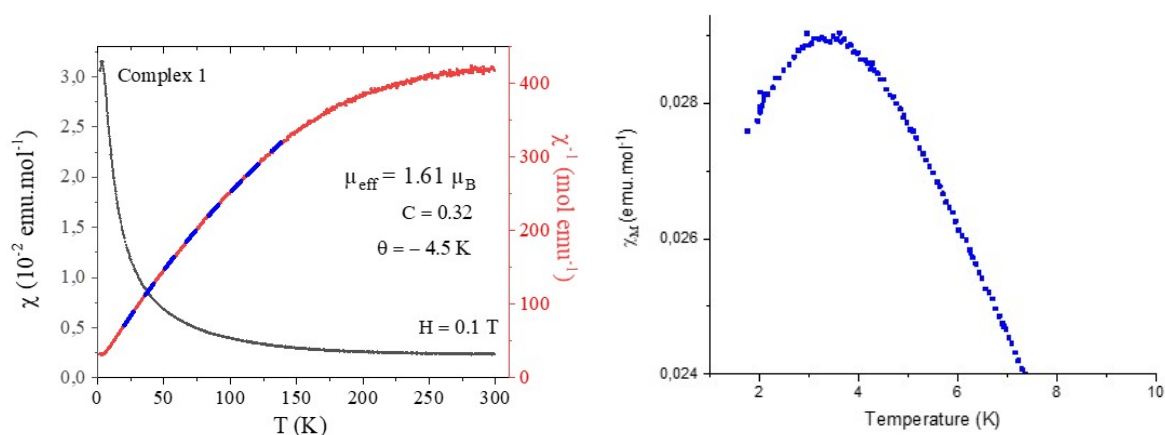 Complex 1
μeff = 1.61 μB
C = 0.32
θ = − 4.5 K
H = 0.1 T
χ (10⁻² emu.mol⁻¹)
3,0
2,5
2,0
1,5
1,0
0,5
0,0
400
300
200
100
0
χ⁻¹ (mol emu⁻¹)
0 50 100 150 200 250 300
T (K)
χM(emu.mol⁻¹)
0,030
0,028
0,026
0,024
2 4 6 8 10
Temperature (K)